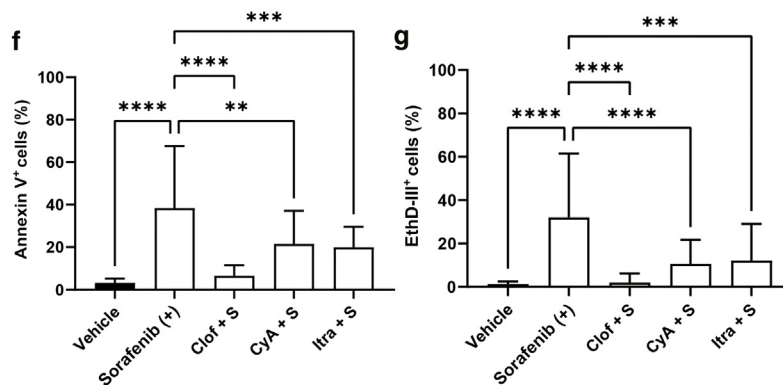 f
***
****
****
**
Annexin V⁺ cells (%)
100
80
60
40
20
0
Vehicle
Sorafenib (+)
Clof + S
CyA + S
Itra + S
g
***
****
****
****
EthD-III⁺ cells (%)
100
80
60
40
20
0
Vehicle
Sorafenib (+)
Clof + S
CyA + S
Itra + S